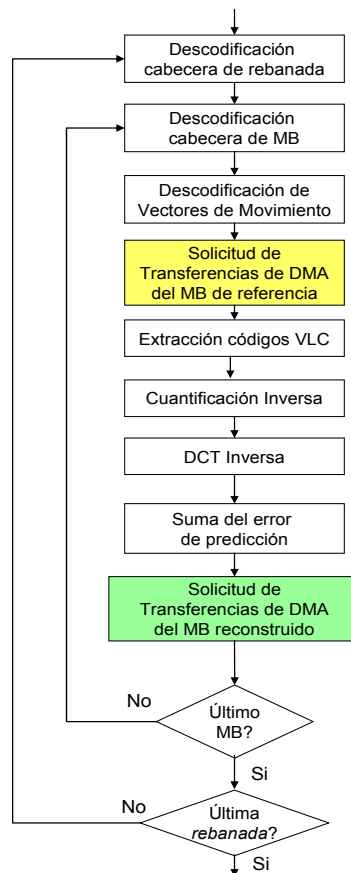 Descodificación
cabecera de rebanada
Descodificación
cabecera de MB
Descodificación de
Vectores de Movimiento
Solicitud de
Transferencias de DMA
del MB de referencia
Extracción códigos VLC
Cuantificación Inversa
DCT Inversa
Suma del error
de predicción
Solicitud de
Transferencias de DMA
del MB reconstruido
No
Último
MB?
Si
No
Última
rebanada?
Si